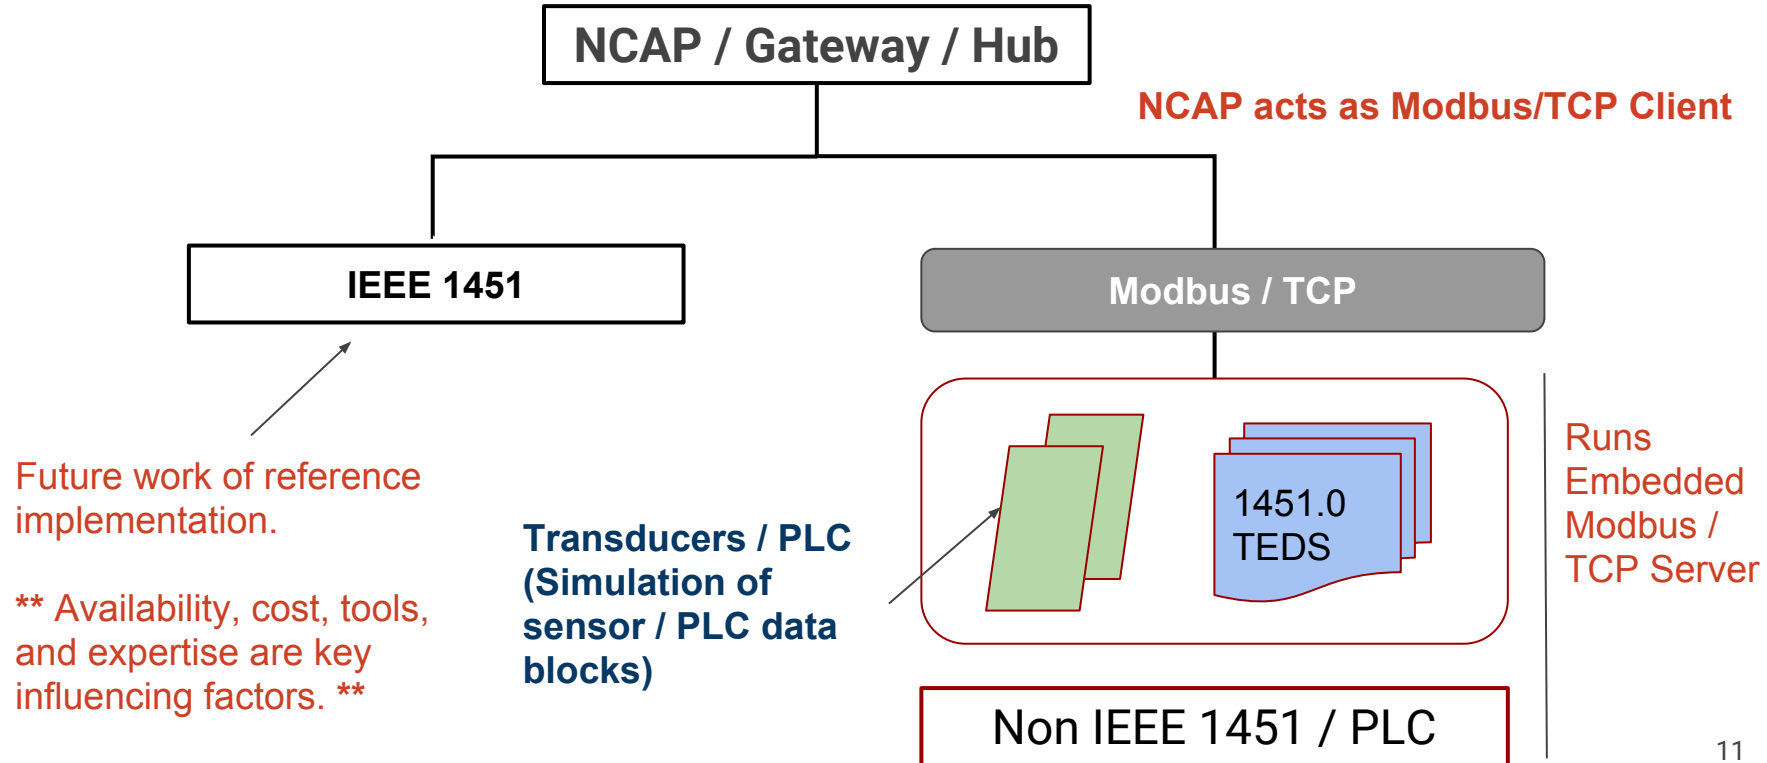 NCAP / Gateway / Hub
NCAP acts as Modbus/TCP Client
IEEE 1451
Modbus / TCP
Future work of reference
implementation.
** Availability, cost, tools,
and expertise are key
influencing factors. **
Transducers / PLC
(Simulation of
sensor / PLC data
blocks)
1451.0
TEDS
Runs
Embedded
Modbus /
TCP Server
Non IEEE 1451 / PLC
11